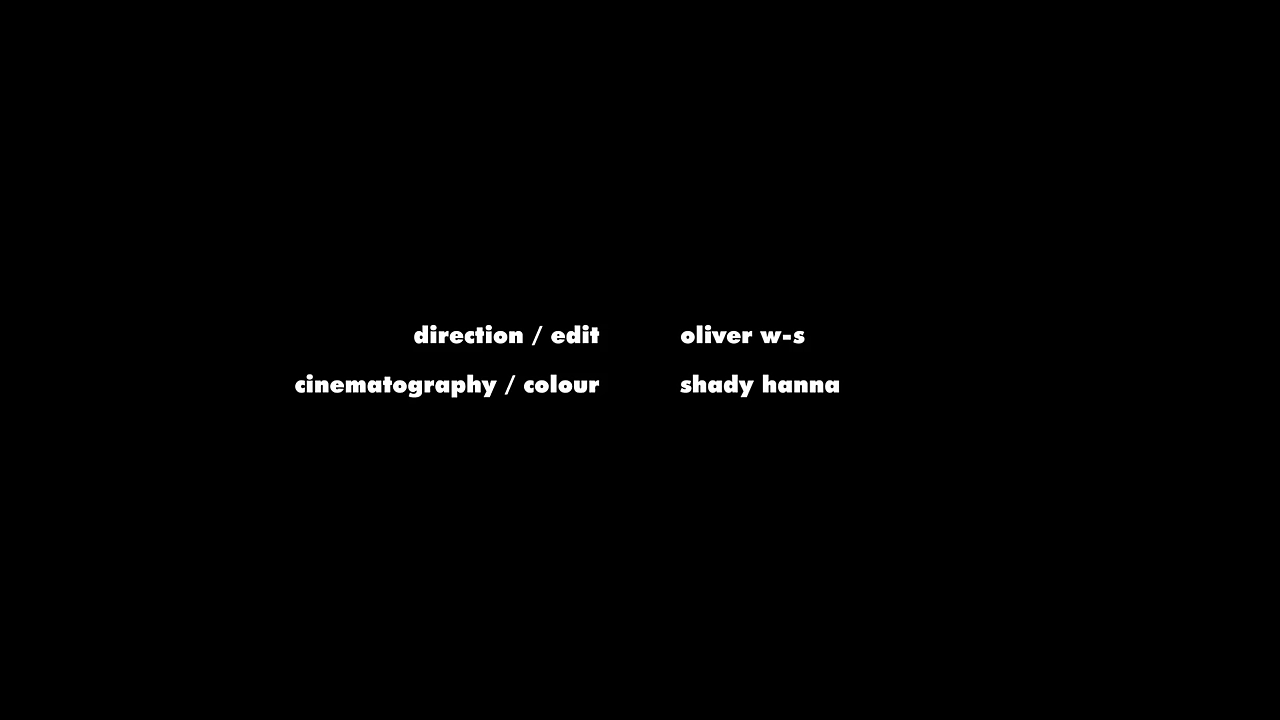 direction / edit oliver w-s
cinematography / colour shady hanna